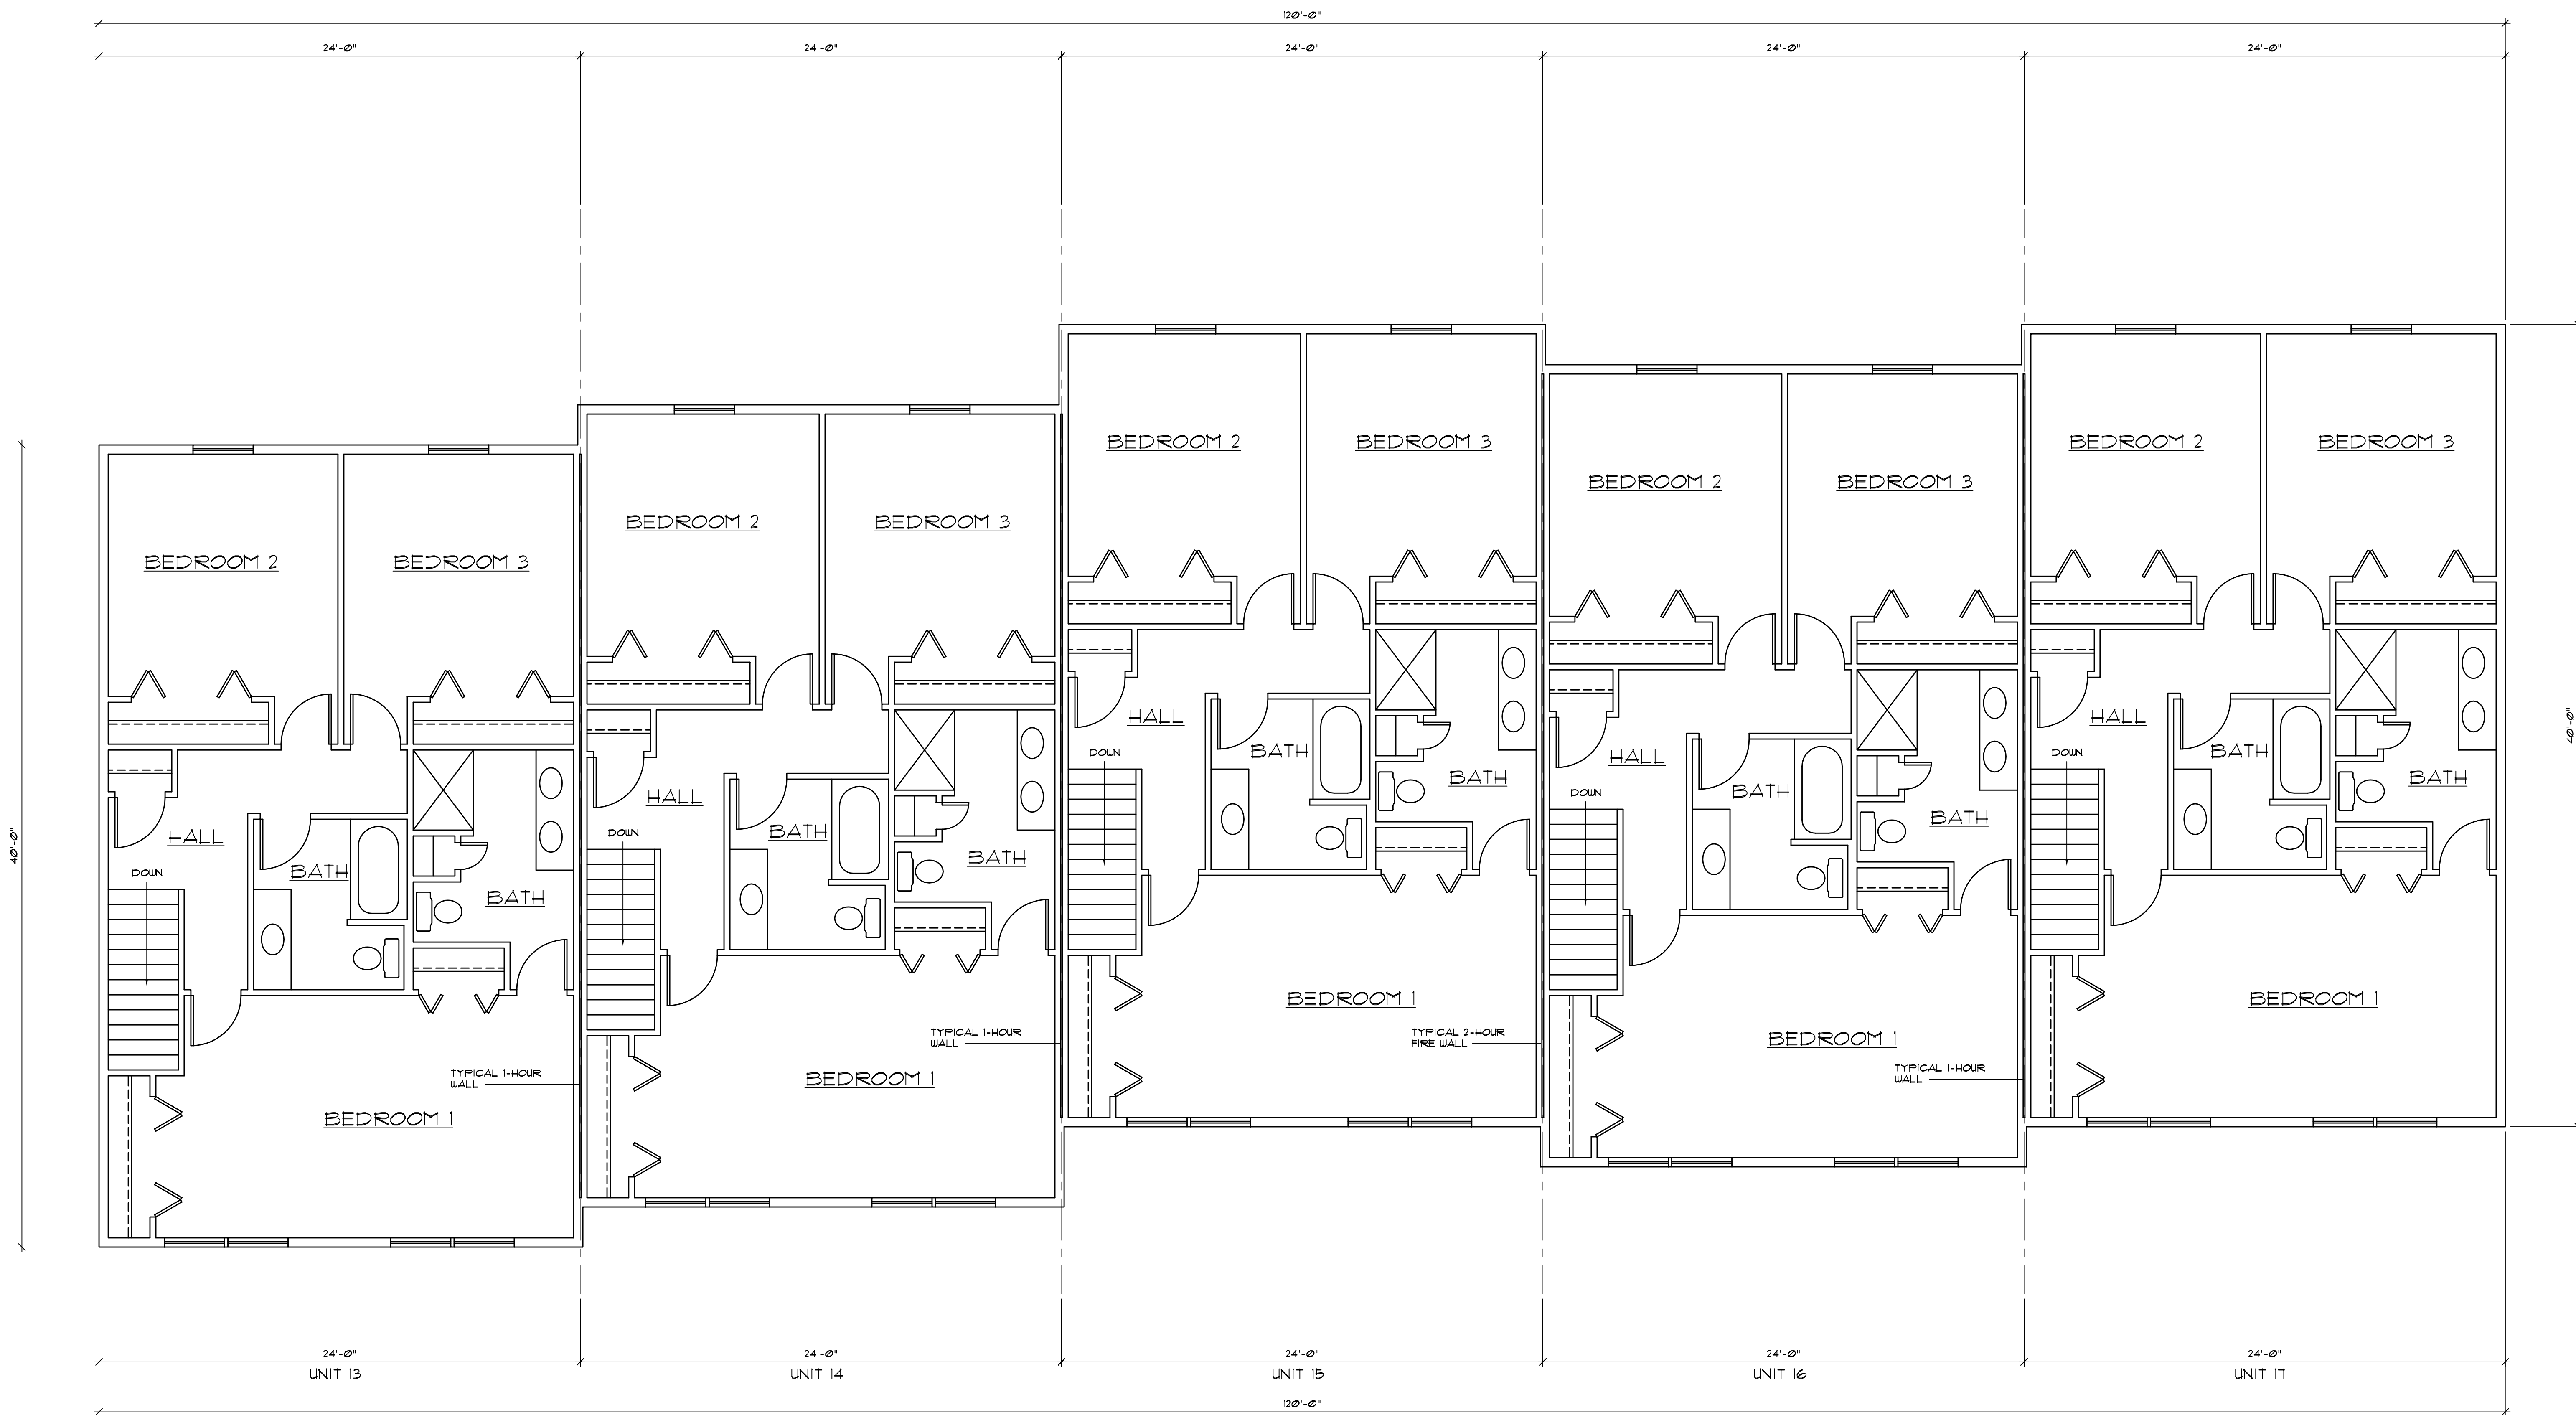 120'-0"
24'-0"
24'-0"
24'-0"
24'-0"
24'-0"
BEDROOM 2
BEDROOM 3
BEDROOM 2
BEDROOM 3
BEDROOM 2
BEDROOM 3
BEDROOM 2
BEDROOM 3
BEDROOM 2
BEDROOM 3
HALL
DOWN
BATH
BATH
HALL
DOWN
BATH
BATH
HALL
DOWN
BATH
BATH
HALL
DOWN
BATH
BATH
HALL
DOWN
BATH
BATH
40'-0"
40'-0"
BEDROOM 1
TYPICAL 1-HOUR
WALL
BEDROOM 1
TYPICAL 1-HOUR
WALL
BEDROOM 1
TYPICAL 2-HOUR
FIRE WALL
BEDROOM 1
TYPICAL 1-HOUR
WALL
BEDROOM 1
24'-0"
24'-0"
24'-0"
24'-0"
24'-0"
UNIT 13
UNIT 14
UNIT 15
UNIT 16
UNIT 17
120'-0"